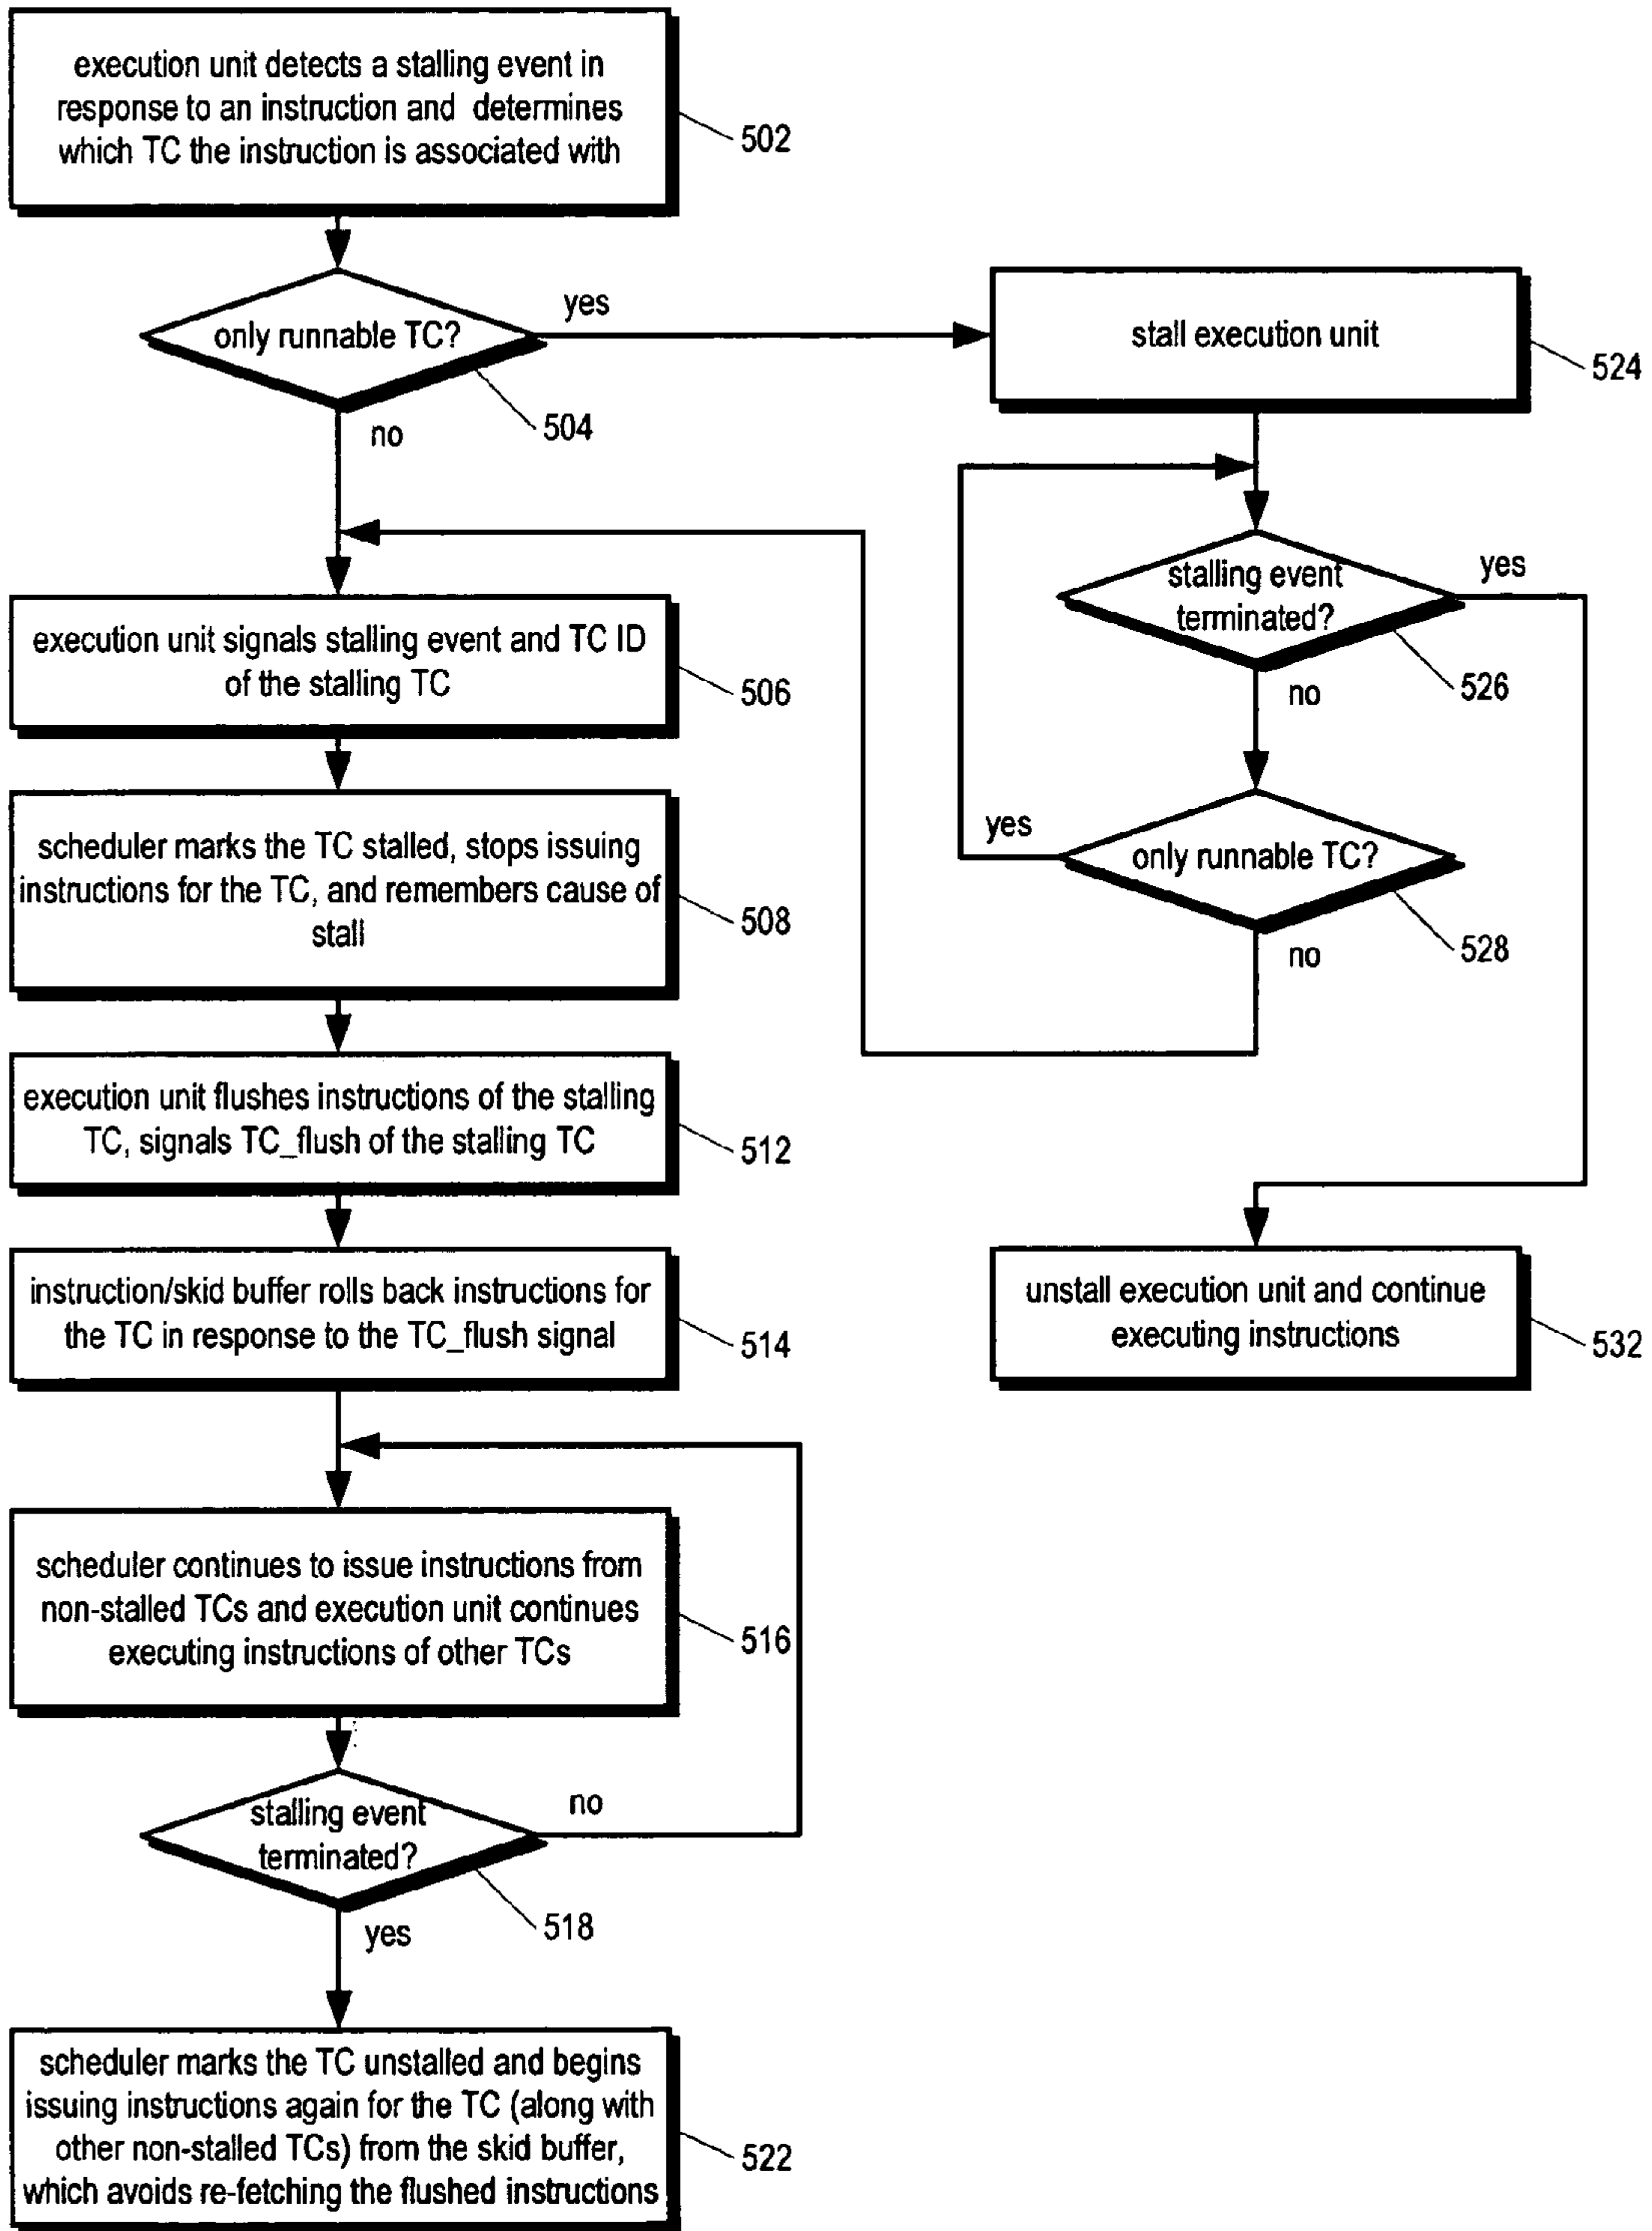 execution unit detects a stalling event in
response to an instruction and determines
which TC the instruction is associated with
502
only runnable TC?
yes
504
no
stall execution unit
524
execution unit signals stalling event and TC ID
of the stalling TC
506
stalling event
terminated?
yes
526
no
scheduler marks the TC stalled, stops issuing
instructions for the TC, and remembers cause of
stall
508
yes
only runnable TC?
528
no
execution unit flushes instructions of the stalling
TC, signals TC_flush of the stalling TC
512
instruction/skid buffer rolls back instructions for
the TC in response to the TC_flush signal
514
unstall execution unit and continue
executing instructions
532
scheduler continues to issue instructions from
non-stalled TCs and execution unit continues
executing instructions of other TCs
516
stalling event
terminated?
no
518
yes
scheduler marks the TC unstalled and begins
issuing instructions again for the TC (along with
other non-stalled TCs) from the skid buffer,
which avoids re-fetching the flushed instructions
522